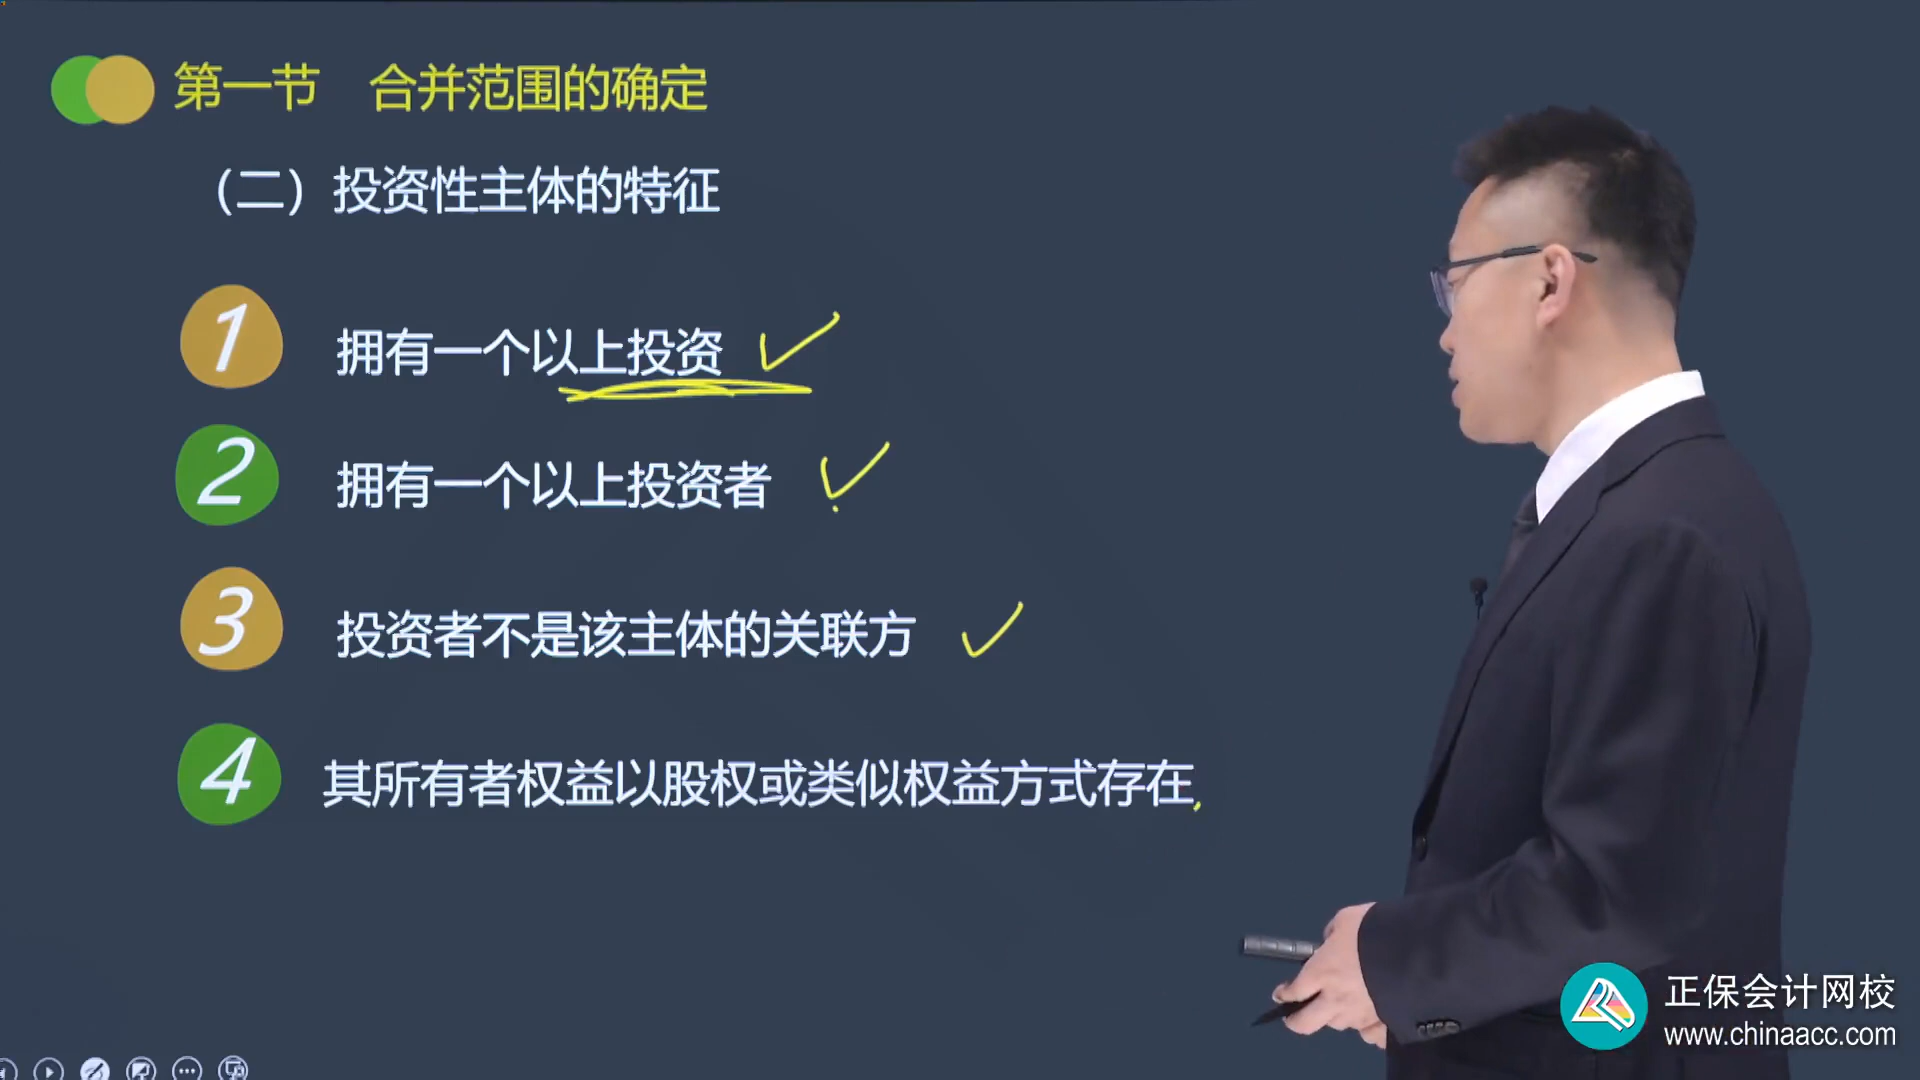 第一节 合并范围的确定
（二）投资性主体的特征
1 拥有一个以上投资
2 拥有一个以上投资者
3 投资者不是该主体的关联方
4 其所有者权益以股权或类似权益方式存在
正保会计网校
www.chinaacc.com